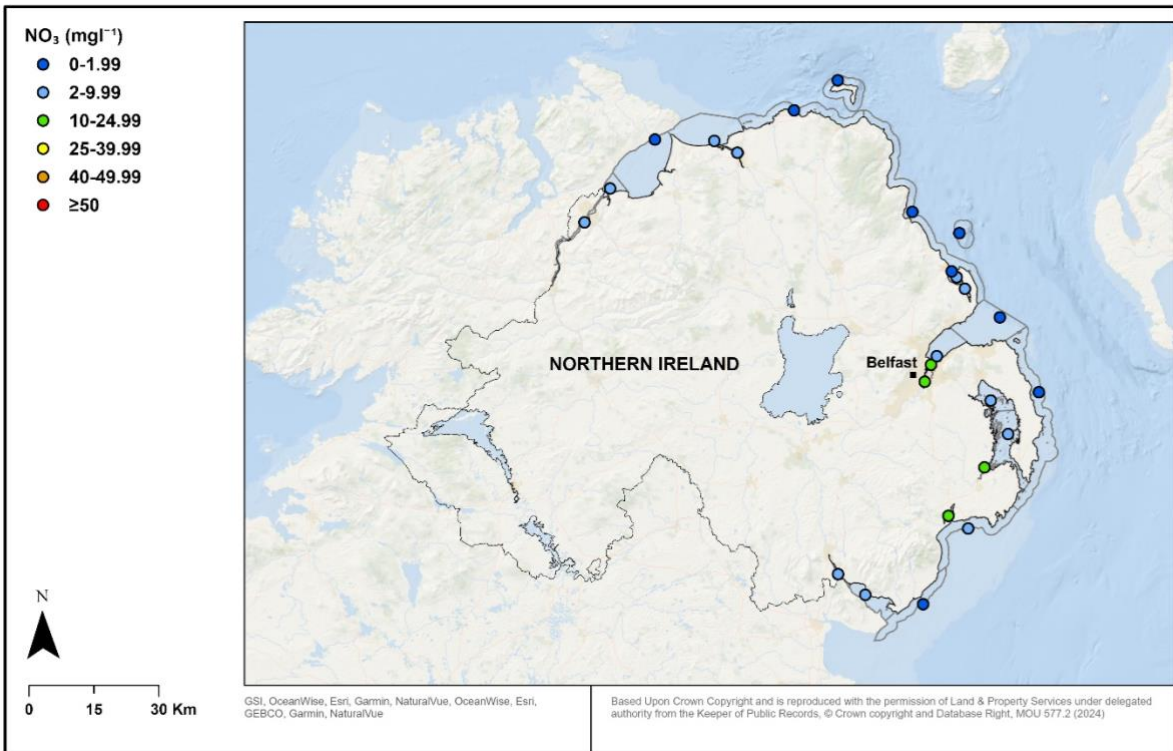 NO₃ (mgl⁻¹)
0-1.99
2-9.99
10-24.99
25-39.99
40-49.99
≥50
NORTHERN IRELAND
Belfast
N
0 15 30 Km
GSI, OceanWise, Esri, Garmin, NaturalVue, OceanWise, Esri,
GEBCO, Garmin, NaturalVue
Based Upon Crown Copyright and is reproduced with the permission of Land & Property Services under delegated
authority from the Keeper of Public Records, © Crown copyright and Database Right, MOU 577.2 (2024)